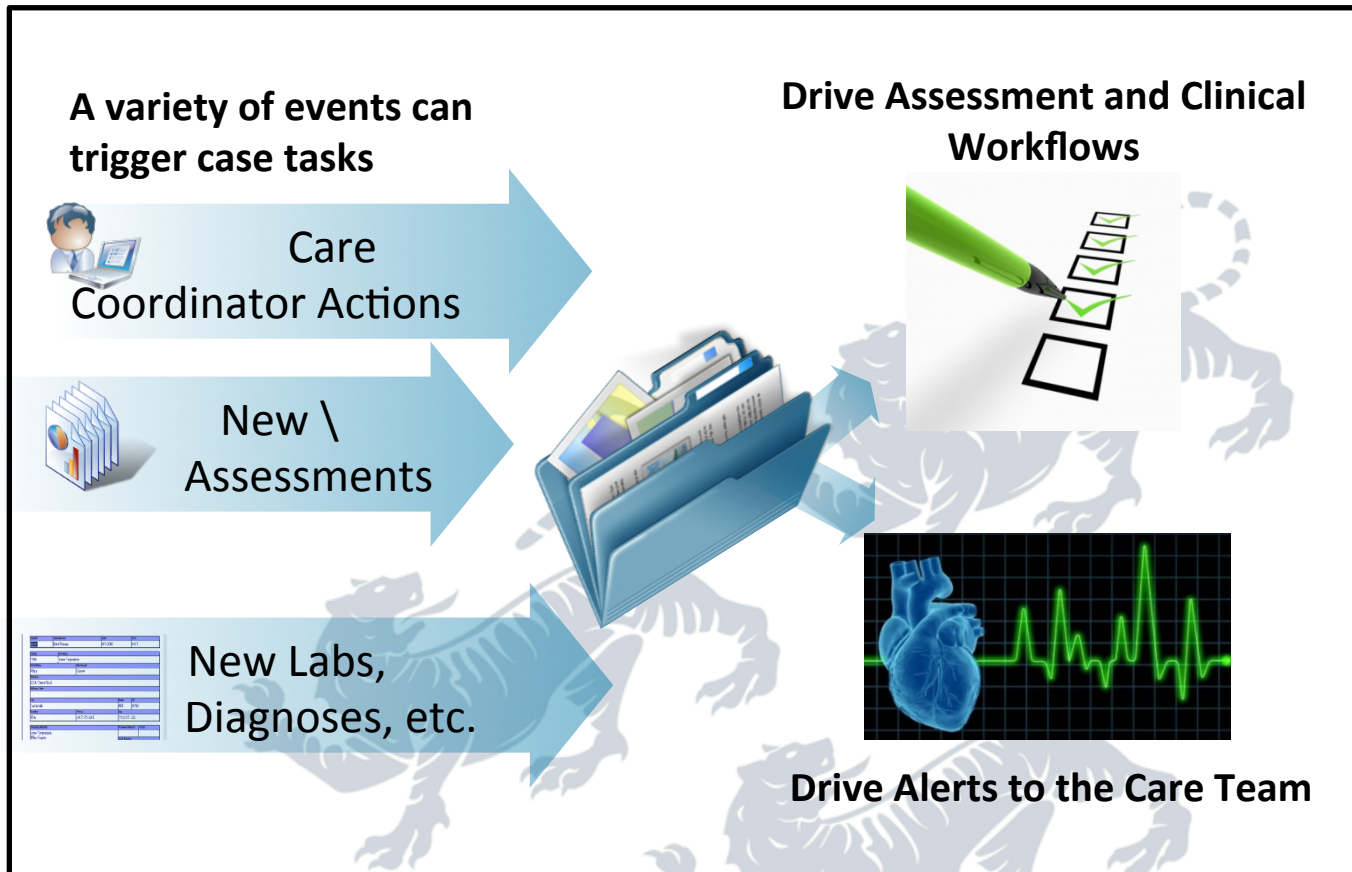 A variety of events can
trigger case tasks
Care
Coordinator Actions
New \
Assessments
New Labs,
Diagnoses, etc.
Drive Assessment and Clinical
Workflows
Drive Alerts to the Care Team